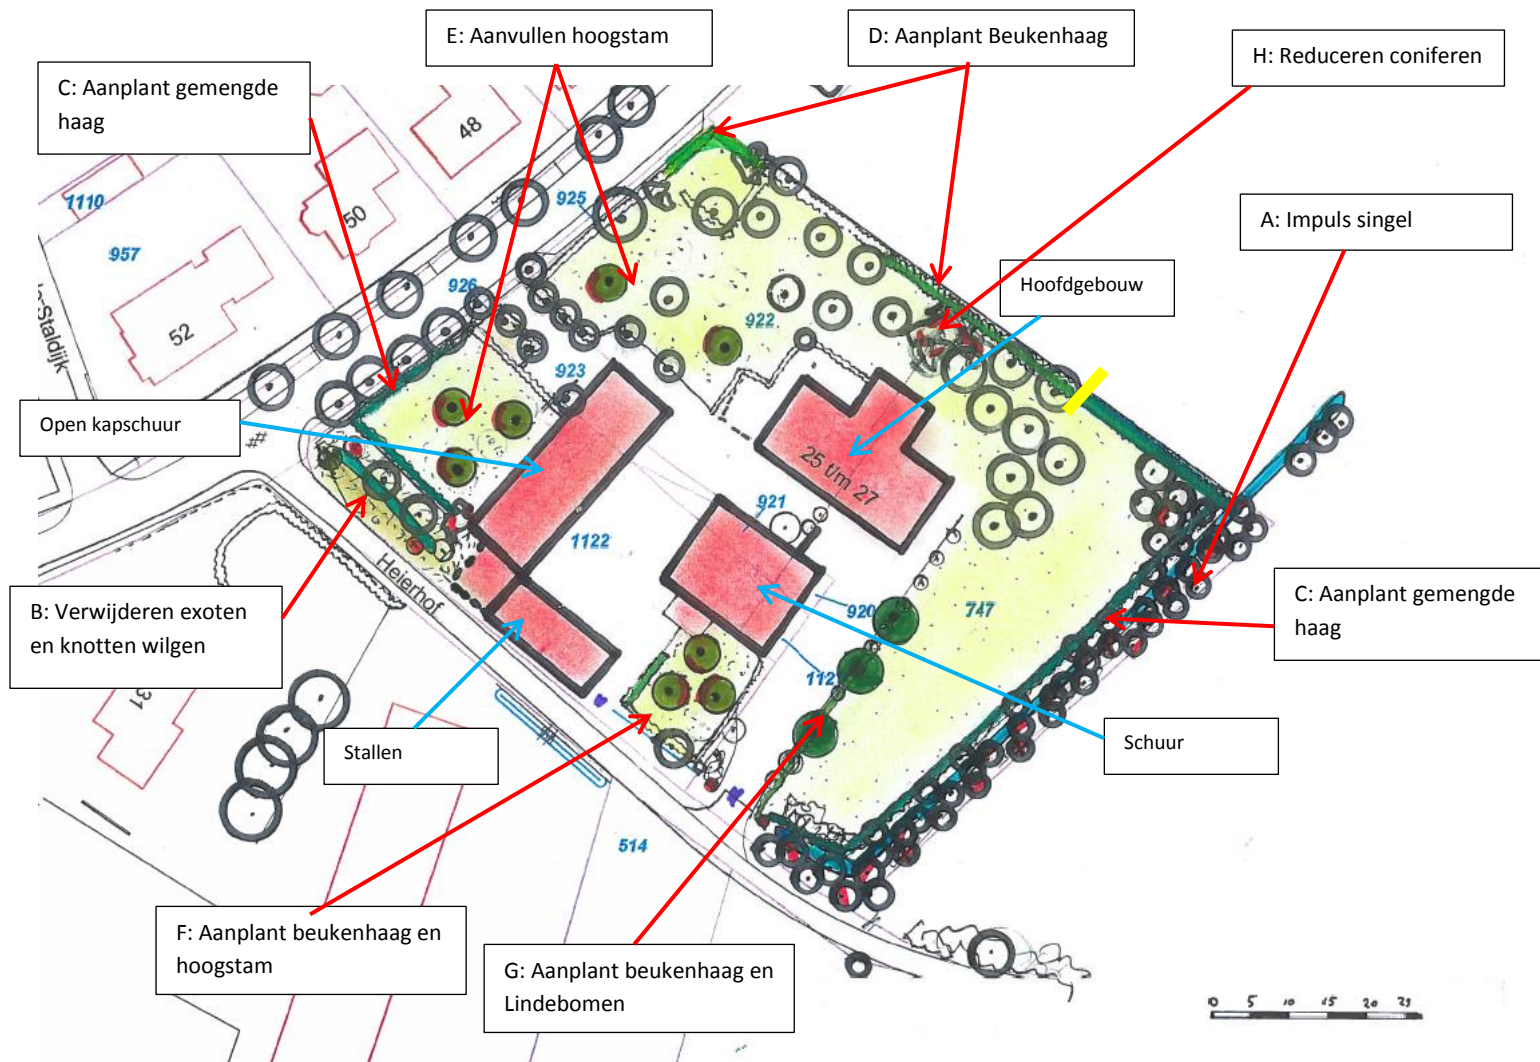 E: Aanvullen hoogstam
D: Aanplant Beukenhaag
H: Reduceren coniferen
C: Aanplant gemengde
haag
48
50
925
1110
957
926
A: Impuls singel
Hoofdgebouw
52
922
923
Open kapschuur
25 t/m 27
921
1122
Heierhof
B: Verwijderen exoten
en knotten wilgen
920
747
C: Aanplant gemengde
haag
31
112
Stallen
Schuur
514
F: Aanplant beukenhaag en
hoogstam
G: Aanplant beukenhaag en
Lindebomen
10 5 10 15 20 25